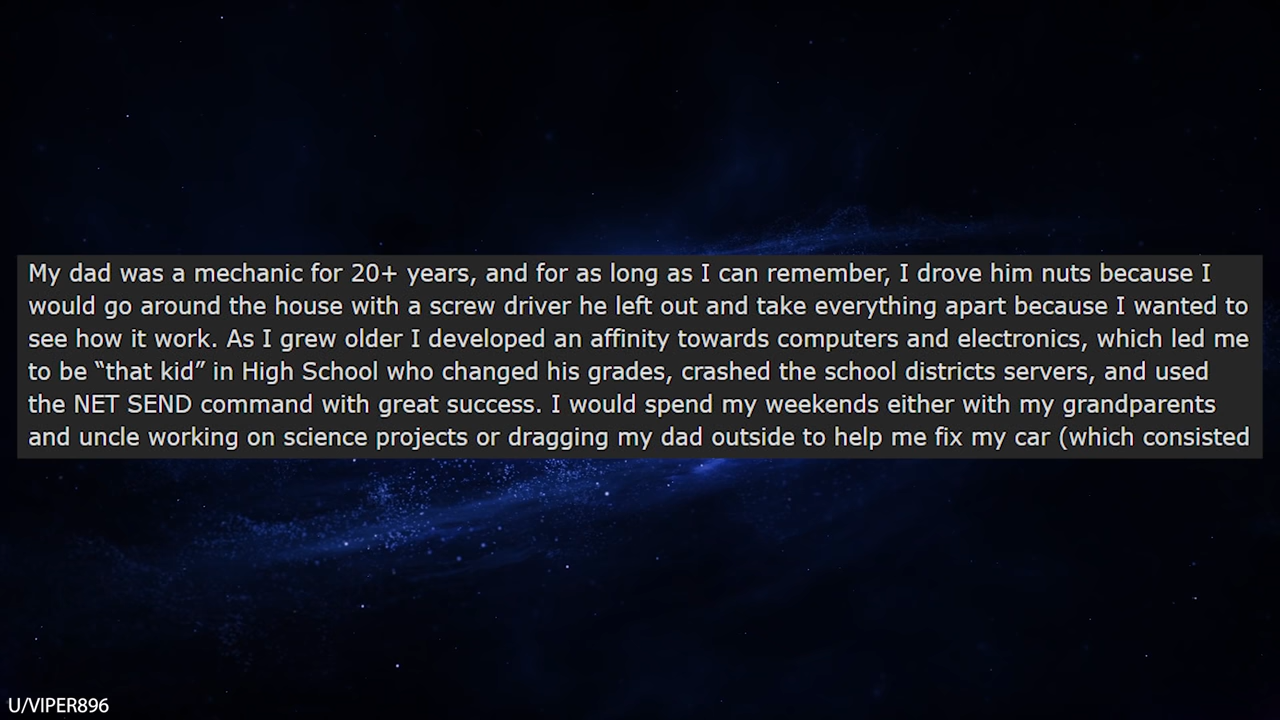 My dad was a mechanic for 20+ years, and for as long as I can remember, I drove him nuts because I
would go around the house with a screw driver he left out and take everything apart because I wanted to
see how it work. As I grew older I developed an affinity towards computers and electronics, which led me
to be “that kid” in High School who changed his grades, crashed the school districts servers, and used
the NET SEND command with great success. I would spend my weekends either with my grandparents
and uncle working on science projects or dragging my dad outside to help me fix my car (which consisted
U/VIPER896